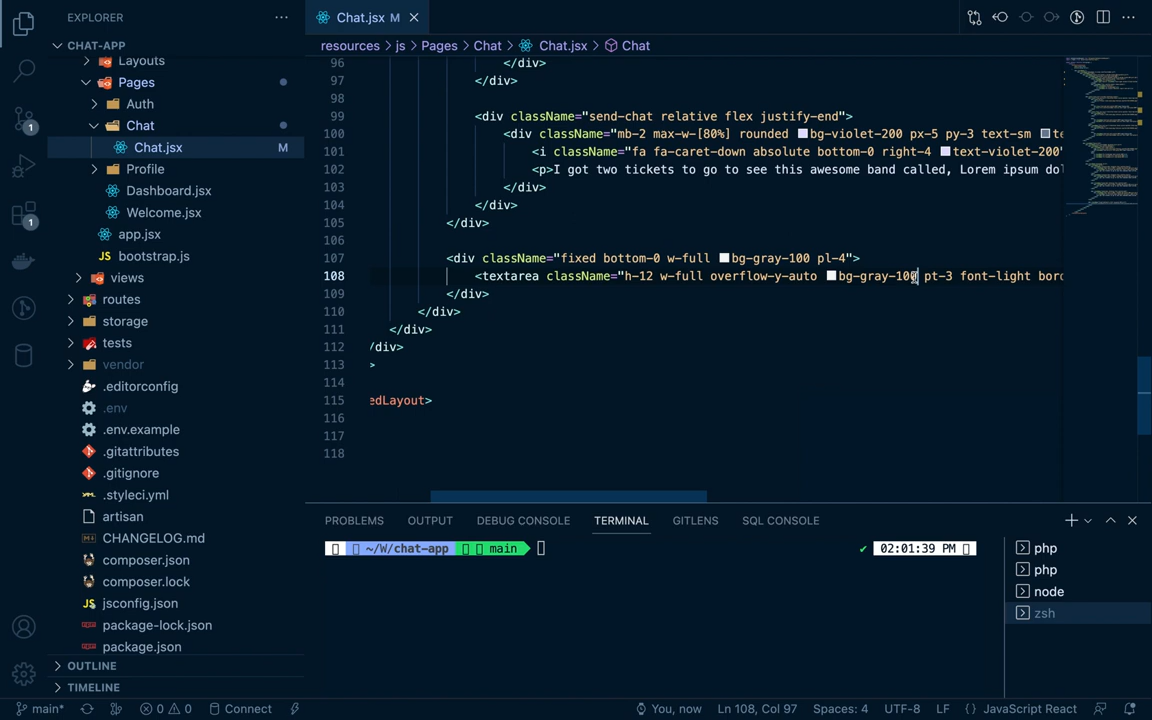 EXPLORER
Chat.jsx M
CHAT-APP
resources > js > Pages > Chat > Chat.jsx > Chat
Layouts
Pages
Auth
Chat
Chat.jsx M
Profile
Dashboard.jsx
Welcome.jsx
app.jsx
JS bootstrap.js
views
routes
storage
tests
vendor
.editorconfig
.env
.env.example
.gitattributes
.gitignore
.styleci.yml
artisan
CHANGELOG.md
composer.json
composer.lock
JS jsconfig.json
package-lock.json
package.json
OUTLINE
TIMELINE
1
1
96 </div>
97 </div>
98
99 <div className="send-chat relative flex justify-end">
100 <div className="mb-2 max-w-[80%] rounded bg-violet-200 px-5 py-3 text-sm te
101 <i className="fa fa-caret-down absolute bottom-0 right-4 text-violet-200"
102 <p>I got two tickets to go to see this awesome band called, Lorem ipsum dol
103 </div>
104 </div>
105 </div>
106
107 <div className="fixed bottom-0 w-full bg-gray-100 pl-4">
108 <textarea className="h-12 w-full overflow-y-auto bg-gray-100 pt-3 font-light bord
109 </div>
110 </div>
111 </div>
112 /div>
113 >
114
115 edLayout>
116
117
118
PROBLEMS OUTPUT DEBUG CONSOLE TERMINAL GITLENS SQL CONSOLE
~/W/chat-app main ✔ 02:01:39 PM
php
php
node
zsh
main* 0 0 Connect You, now Ln 108, Col 97 Spaces: 4 UTF-8 LF {} JavaScript React